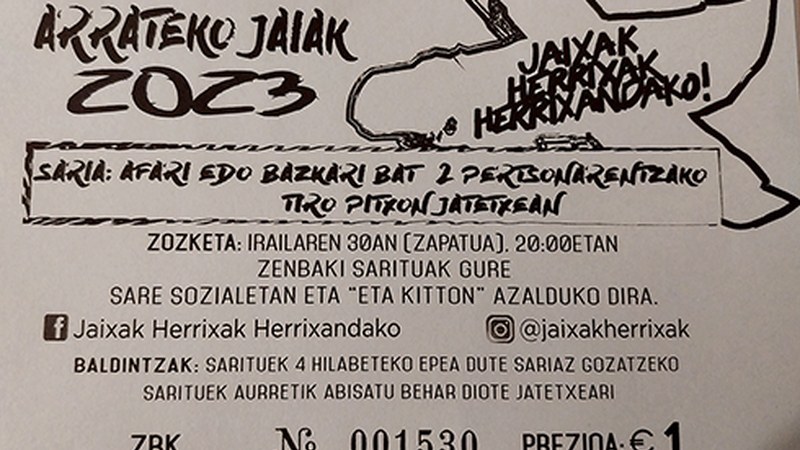 ARRATEKO JAIAK
2023
JAIXAK
HERRIXAK
HERRIXANDAKO!
SARIA: AFARI EDO BAZKARI BAT 2 PERTSONARENTZAKO
TIRO PITXON JATETXEAN
ZOZKETA: IRAILAREN 30AN (ZAPATUA). 20:00ETAN
ZENBAKI SARITUAK GURE
SARE SOZIALETAN ETA "ETA KITTON" AZALDUKO DIRA.
Jaixak Herrixak Herrixandako
@jaixakherrixak
BALDINTZAK: SARITUEK 4 HILABETEKO EPEA DUTE SARIAZ GOZATZEKO
SARITUEK AURRETIK ABISATU BEHAR DIOTE JATETXEARI
ZBK Nº 001530 PREZIOA: € 1